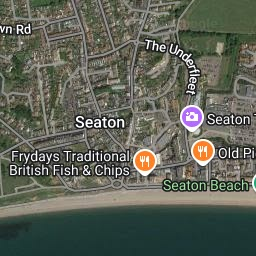 wn Rd
The Underfleet
Seaton
Seaton T
Frydays Traditional
British Fish & Chips
Old Pi
Seaton Beach